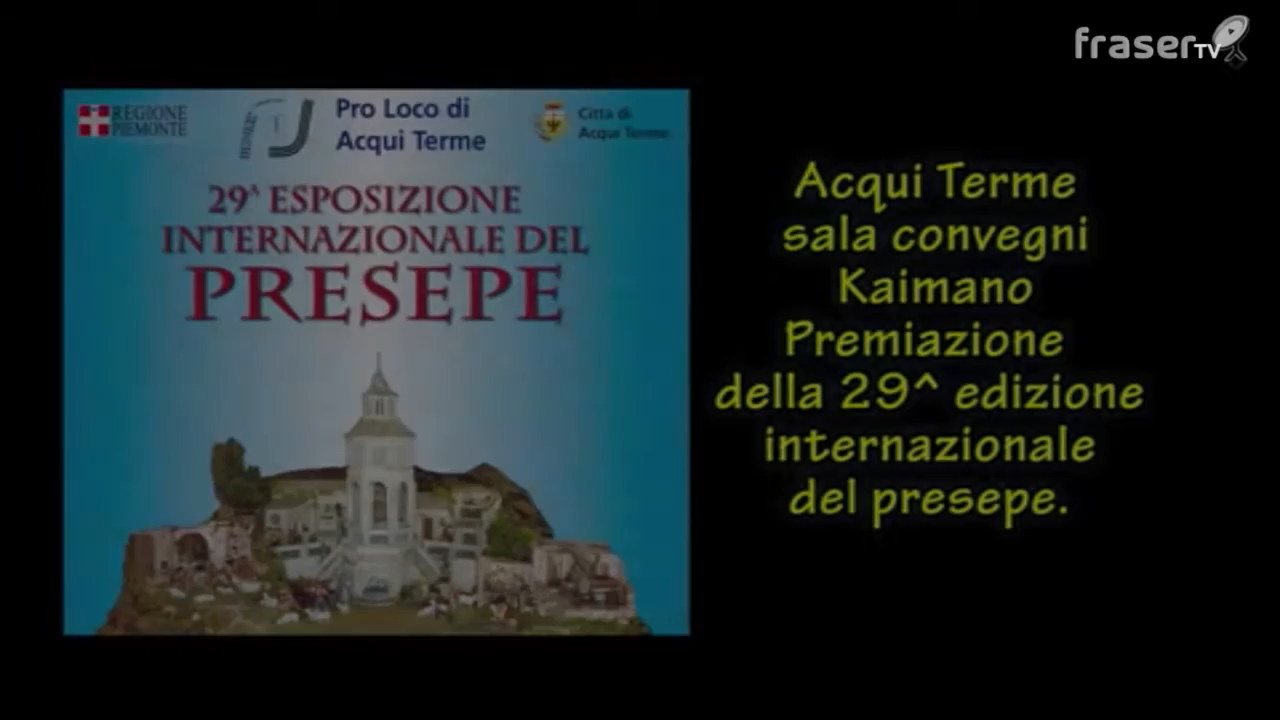 fraserTV
REGIONE
PIEMONTE
Pro Loco di
Acqui Terme
Città di
Acqui Terme
29ª ESPOSIZIONE
INTERNAZIONALE DEL
PRESEPE
Acqui Terme
sala convegni
Kaimano
Premiazione
della 29^ edizione
internazionale
del presepe.